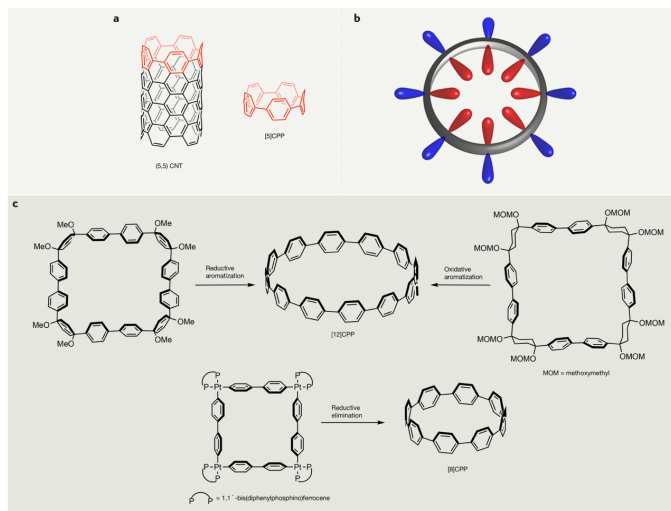 a
b
(5,5) CNT
[5]CPP
c
MeO
OMe
MeO
OMe
MeO
OMe
MeO
OMe
Reductive
aromatization
[12]CPP
Oxidative
aromatization
MOMO
OMOM
MOMO
OMOM
MOMO
OMOM
MOMO
OMOM
MOM = methoxymethyl
P
P-Pt
Pt-P
P
P-Pt
Pt-P
P P
P P
Reductive
elimination
[8]CPP
P P = 1,1´-bis(diphenylphosphino)ferrocene